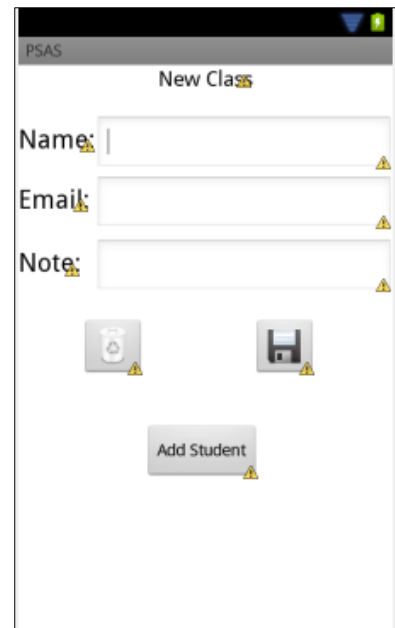 PSAS
New Class
Name:
Email:
Note:
Add Student